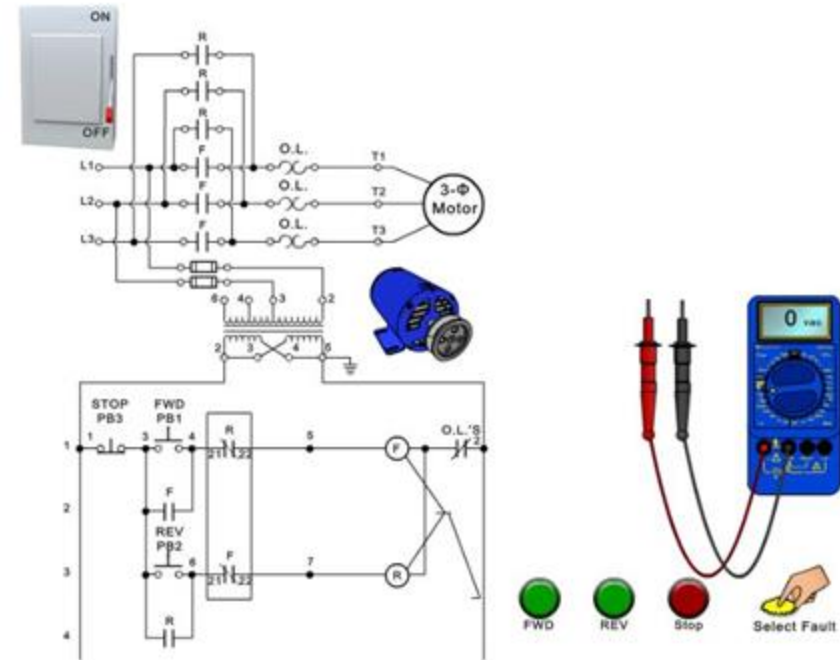 ON
OFF
R
R
R
F
O.L.
T1
L1
F
O.L.
T2
L2
3-Φ
Motor
F
O.L.
T3
L3
6 4 3 2
2 3 4 5
0 VAC
STOP
PB3
FWD
PB1
R
O.L.'S
1
1 3 4
21 22
5
F
2
2
F
REV
PB2
F
3
3 6
21 22
7
R
4
R
FWD
REV
Stop
Select Fault